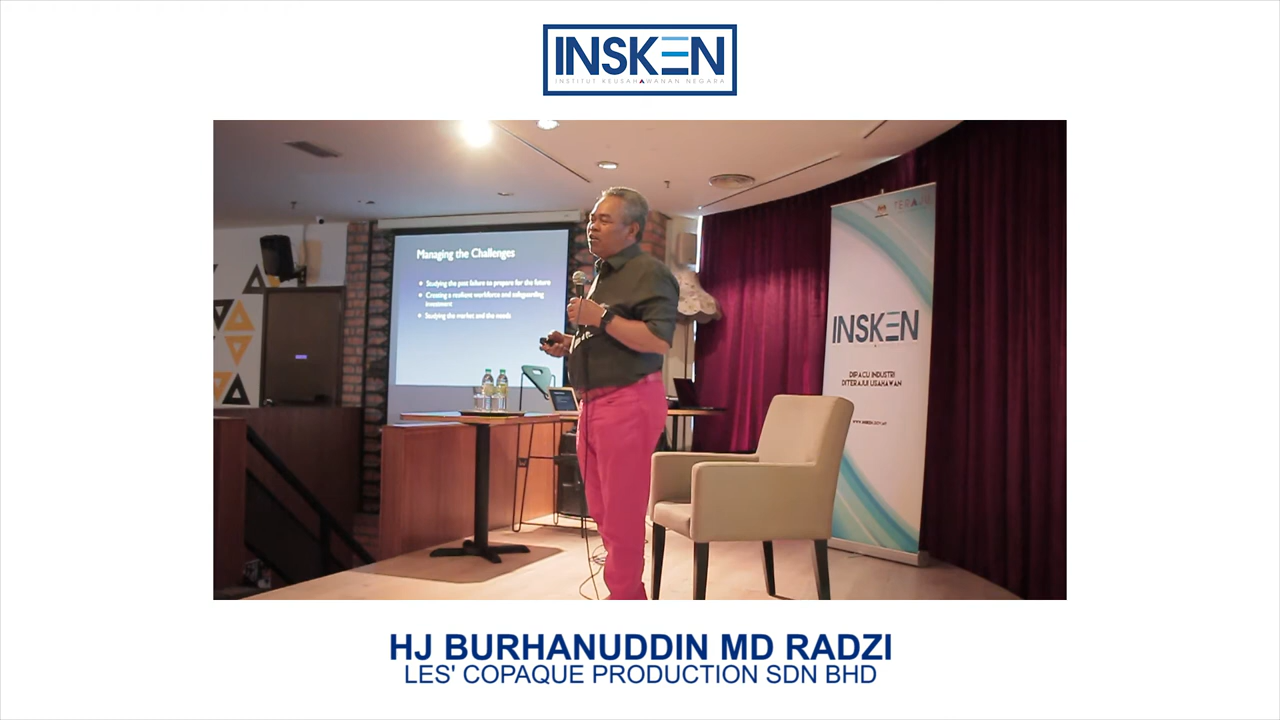 INSKEN
INSTITUT KEUSAHAWANAN NEGARA
Managing the Challenges
Studying the past failure to prepare for the future
Creating a resilient workforce and safeguarding
investment
Studying the market and the needs
TERAJU
INSKEN
DIPACU INDUSTRI
DITERAJUI USAHAWAN
HJ BURHANUDDIN MD RADZI
LES' COPAQUE PRODUCTION SDN BHD